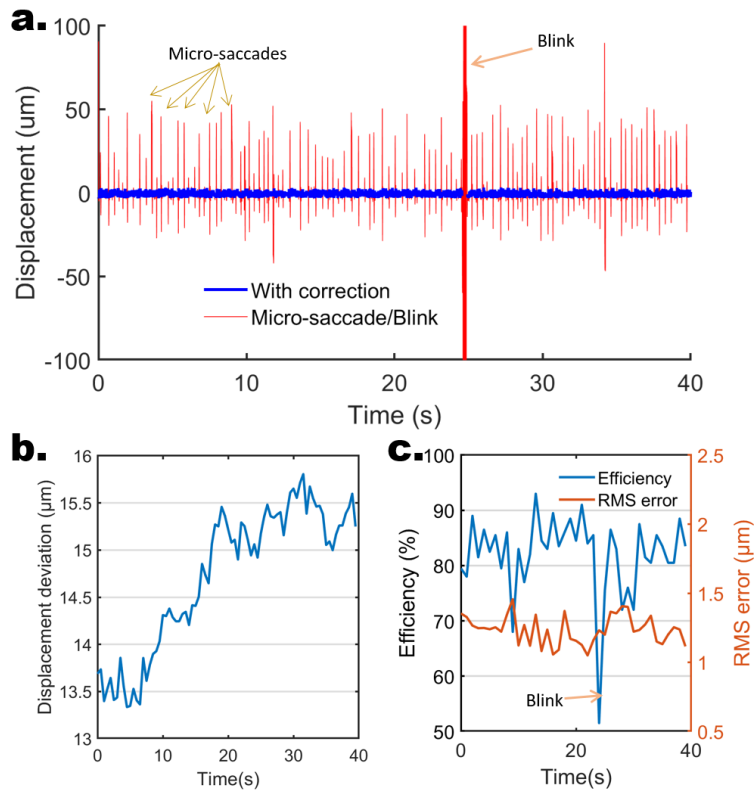 a.
100
50
0
-50
-100
Displacement (um)
Micro-saccades
Blink
With correction
Micro-saccade/Blink
0
10
20
30
40
Time (s)
b.
16
15.5
15
14.5
14
13.5
13
Displacement deviation (μm)
0
10
20
30
40
Time(s)
c.
100
90
80
70
60
50
Efficiency (%)
Efficiency
RMS error
Blink
2.5
2
1.5
1
0.5
RMS error (μm)
0
20
40
Time(s)